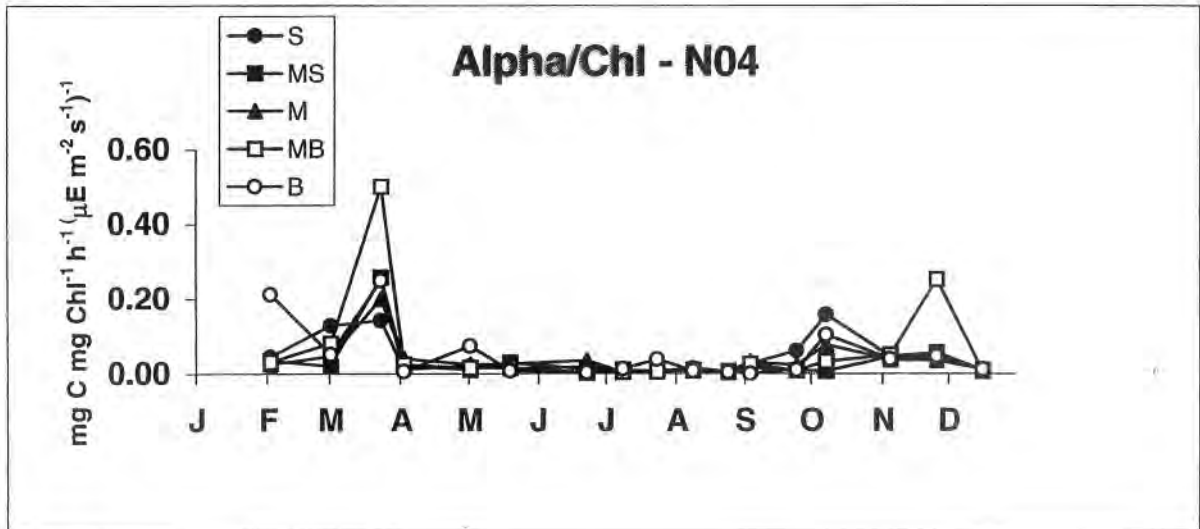 Alpha/Chl - N04
S
MS
M
MB
B
mg C mg Chl⁻¹ h⁻¹ (µE m⁻² s⁻¹)⁻¹
0.60
0.40
0.20
0.00
J F M A M J J A S O N D